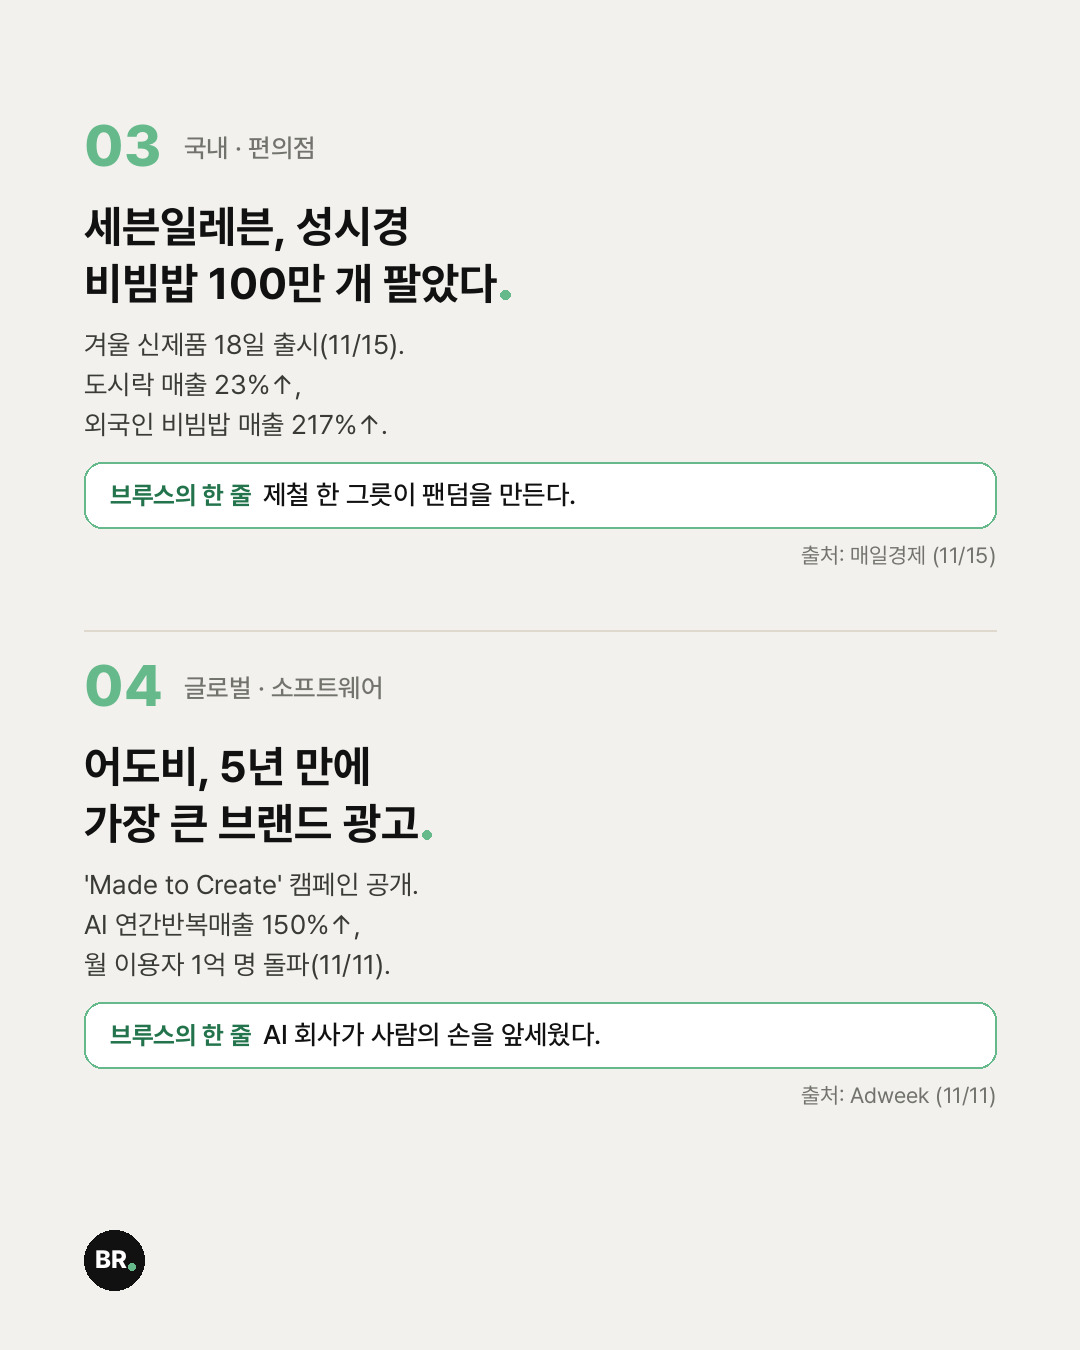 03 국내 · 편의점
세븐일레븐, 성시경
비빔밥 100만 개 팔았다.
겨울 신제품 18일 출시(11/15).
도시락 매출 23%↑,
외국인 비빔밥 매출 217%↑.
브루스의 한 줄 제철 한 그릇이 팬덤을 만든다.
출처: 매일경제 (11/15)
04 글로벌 · 소프트웨어
어도비, 5년 만에
가장 큰 브랜드 광고.
'Made to Create' 캠페인 공개.
AI 연간반복매출 150%↑,
월 이용자 1억 명 돌파(11/11).
브루스의 한 줄 AI 회사가 사람의 손을 앞세웠다.
출처: Adweek (11/11)
BR.